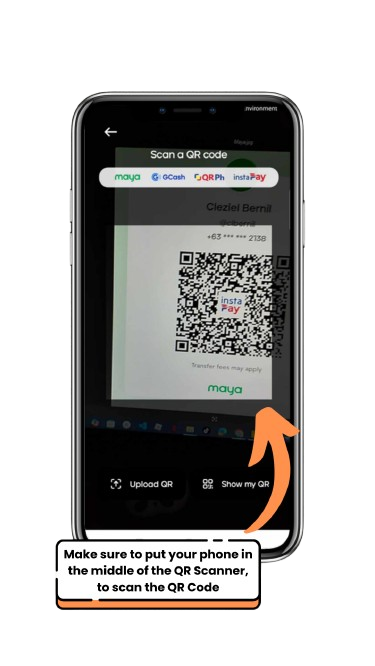 nvironment
Scan a QR code
maya GCash QRPh instaPay
Clezlel Bernil
+63 *** *** 2138
insta
Pay
Transfer fees may apply
maya
Upload QR Show my QR
Make sure to put your phone in
the middle of the QR Scanner,
to scan the QR Code